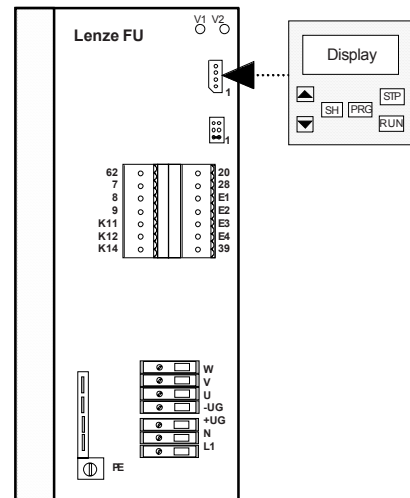 V1 V2
Lenze FU
1
Display
STP
SH PRG
RUN
1
62 20
7 28
8 E1
9 E2
K11 E3
K12 E4
K14 39
W
V
U
-UG
+UG
N
L1
PE